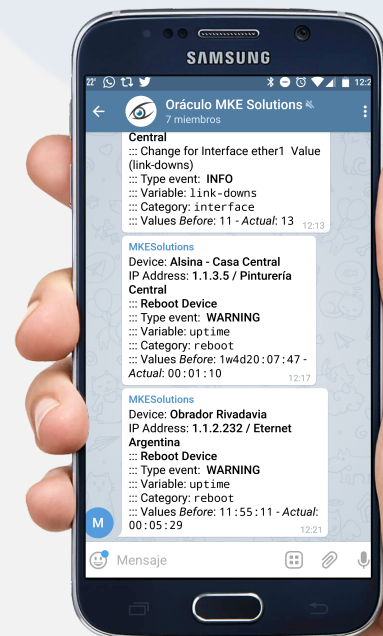 SAMSUNG
22° 12:2
Oráculo MKE Solutions
7 miembros
Central
::: Change for Interface ether1 Value
(link-downs)
::: Type event: INFO
::: Variable: link-downs
::: Category: interface
::: Values Before: 11 - Actual: 13 12:13
MKESolutions
Device: Alsina - Casa Central
IP Address: 1.1.3.5 / Pinturería
Central
::: Reboot Device
::: Type event: WARNING
::: Variable: uptime
::: Category: reboot
::: Values Before: 1w4d20:07:47 -
Actual: 00:01:10 12:17
MKESolutions
Device: Obrador Rivadavia
IP Address: 1.1.2.232 / Eternet
Argentina
::: Reboot Device
::: Type event: WARNING
::: Variable: uptime
::: Category: reboot
::: Values Before: 11:55:11 - Actual:
00:05:29 12:21
M
Mensaje